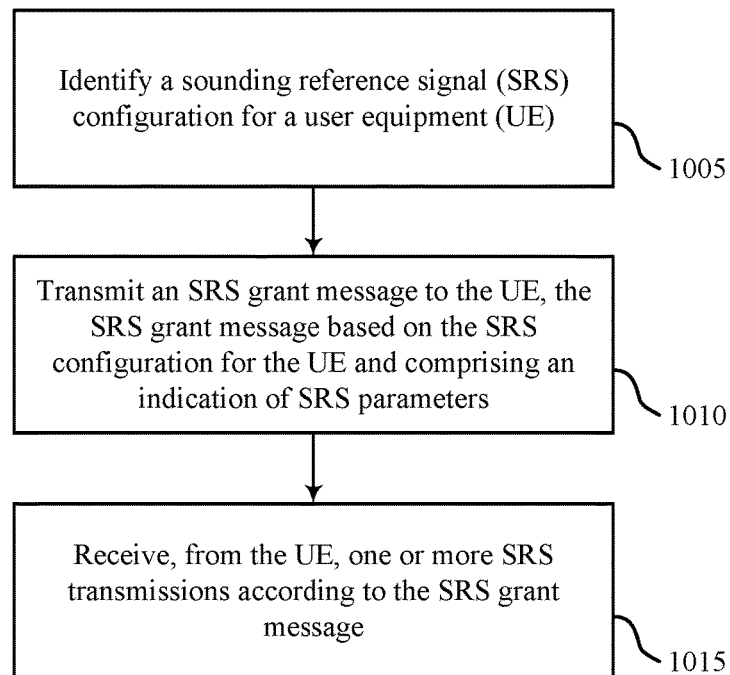 Identify a sounding reference signal (SRS)
configuration for a user equipment (UE)
1005
Transmit an SRS grant message to the UE, the
SRS grant message based on the SRS
configuration for the UE and comprising an
indication of SRS parameters
1010
Receive, from the UE, one or more SRS
transmissions according to the SRS grant
message
1015